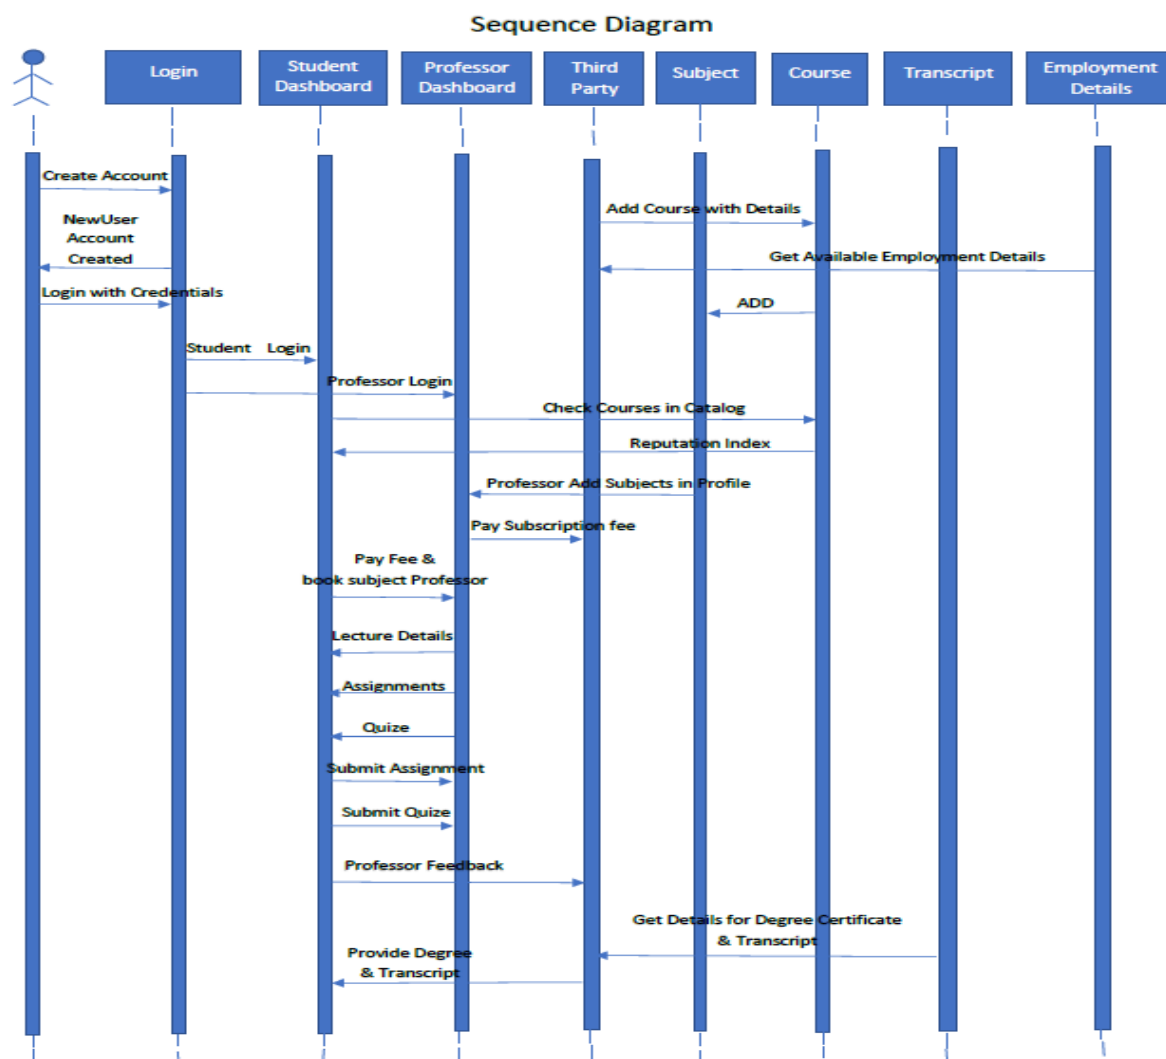 Sequence Diagram
Login
Student
Dashboard
Professor
Dashboard
Third
Party
Subject
Course
Transcript
Employment
Details
Create Account
Add Course with Details
NewUser
Account
Created
Get Available Employment Details
Login with Credentials
ADD
Student Login
Professor Login
Check Courses in Catalog
Reputation Index
Professor Add Subjects in Profile
Pay Subscription fee
Pay Fee &
book subject Professor
Lecture Details
Assignments
Quize
Submit Assignment
Submit Quize
Professor Feedback
Get Details for Degree Certificate
& Transcript
Provide Degree
& Transcript